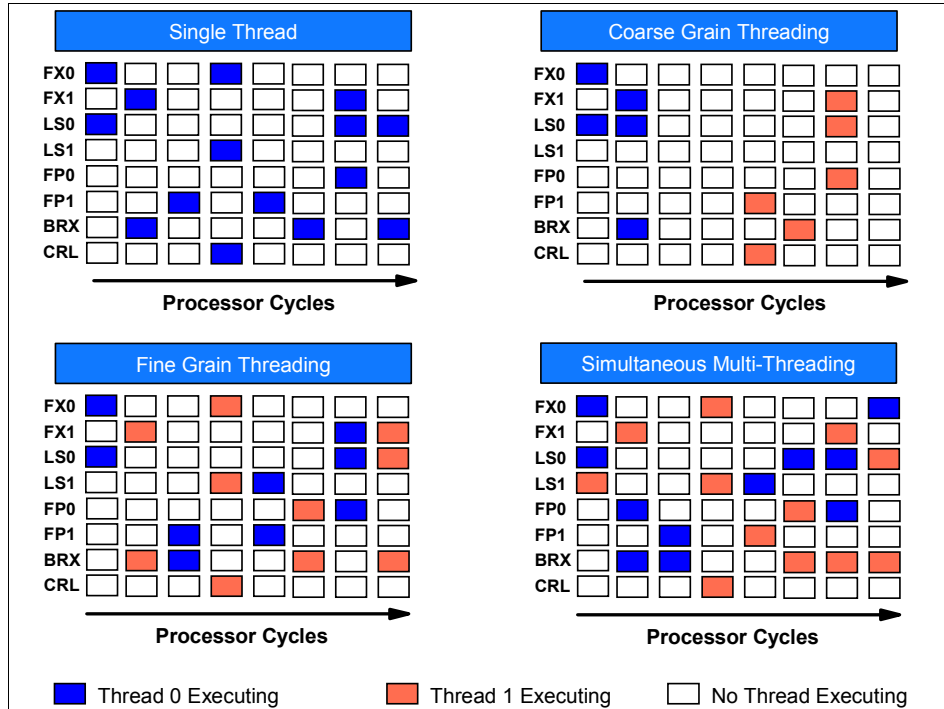 Single Thread
FX0
FX1
LS0
LS1
FP0
FP1
BRX
CRL
Processor Cycles
Coarse Grain Threading
FX0
FX1
LS0
LS1
FP0
FP1
BRX
CRL
Processor Cycles
Fine Grain Threading
FX0
FX1
LS0
LS1
FP0
FP1
BRX
CRL
Processor Cycles
Simultaneous Multi-Threading
FX0
FX1
LS0
LS1
FP0
FP1
BRX
CRL
Processor Cycles
Thread 0 Executing
Thread 1 Executing
No Thread Executing